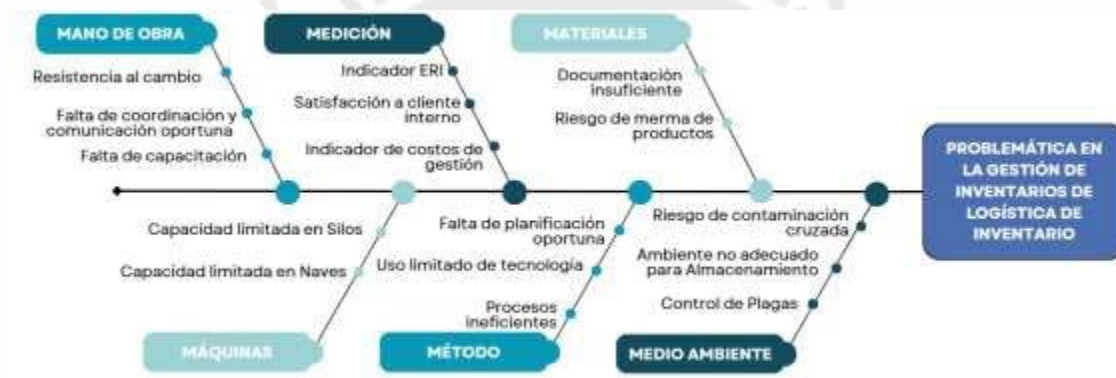 MANO DE OBRA
MEDICIÓN
MATERIALES
Resistencia al cambio
Falta de coordinación y
comunicación oportuna
Falta de capacitación
Indicador ERI
Satisfacción a cliente
interno
Indicador de costos de
gestión
Documentación
insuficiente
Riesgo de merma de
productos
PROBLEMÁTICA EN
LA GESTIÓN DE
INVENTARIOS DE
LOGÍSTICA DE
INVENTARIO
Capacidad limitada en Silos
Capacidad limitada en Naves
Falta de planificación
oportuna
Uso limitado de tecnología
Procesos
ineficientes
Riesgo de contaminación
cruzada
Ambiente no adecuado
para Almacenamiento
Control de Plagas
MÁQUINAS
MÉTODO
MEDIO AMBIENTE